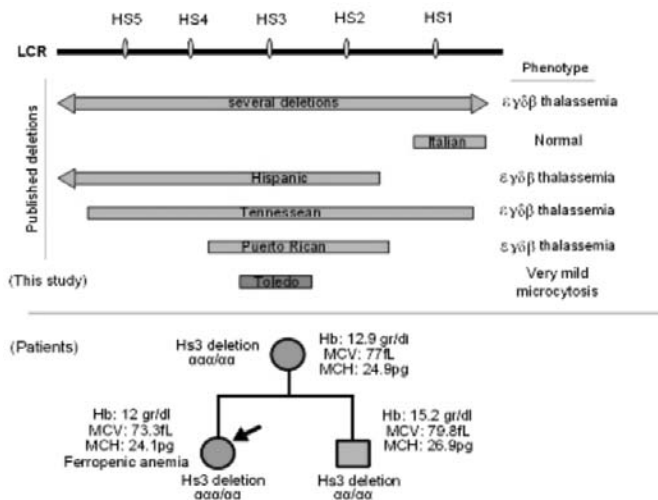 HS5 HS4 HS3 HS2 HS1
LCR
Phenotype
Published deletions
several deletions εγδβ thalassemia
Italian Normal
Hispanic εγδβ thalassemia
Tennessean εγδβ thalassemia
Puerto Rican εγδβ thalassemia
(This study) Toledo Very mild
microcytosis
(Patients)
Hs3 deletion
ααα/αα
Hb: 12.9 gr/dl
MCV: 77fL
MCH: 24.9pg
Hb: 12 gr/dl
MCV: 73.3fL
MCH: 24.1pg
Ferropenic anemia
Hs3 deletion
ααα/αα
Hb: 15.2 gr/dl
MCV: 79.8fL
MCH: 26.9pg
Hs3 deletion
αα/αα